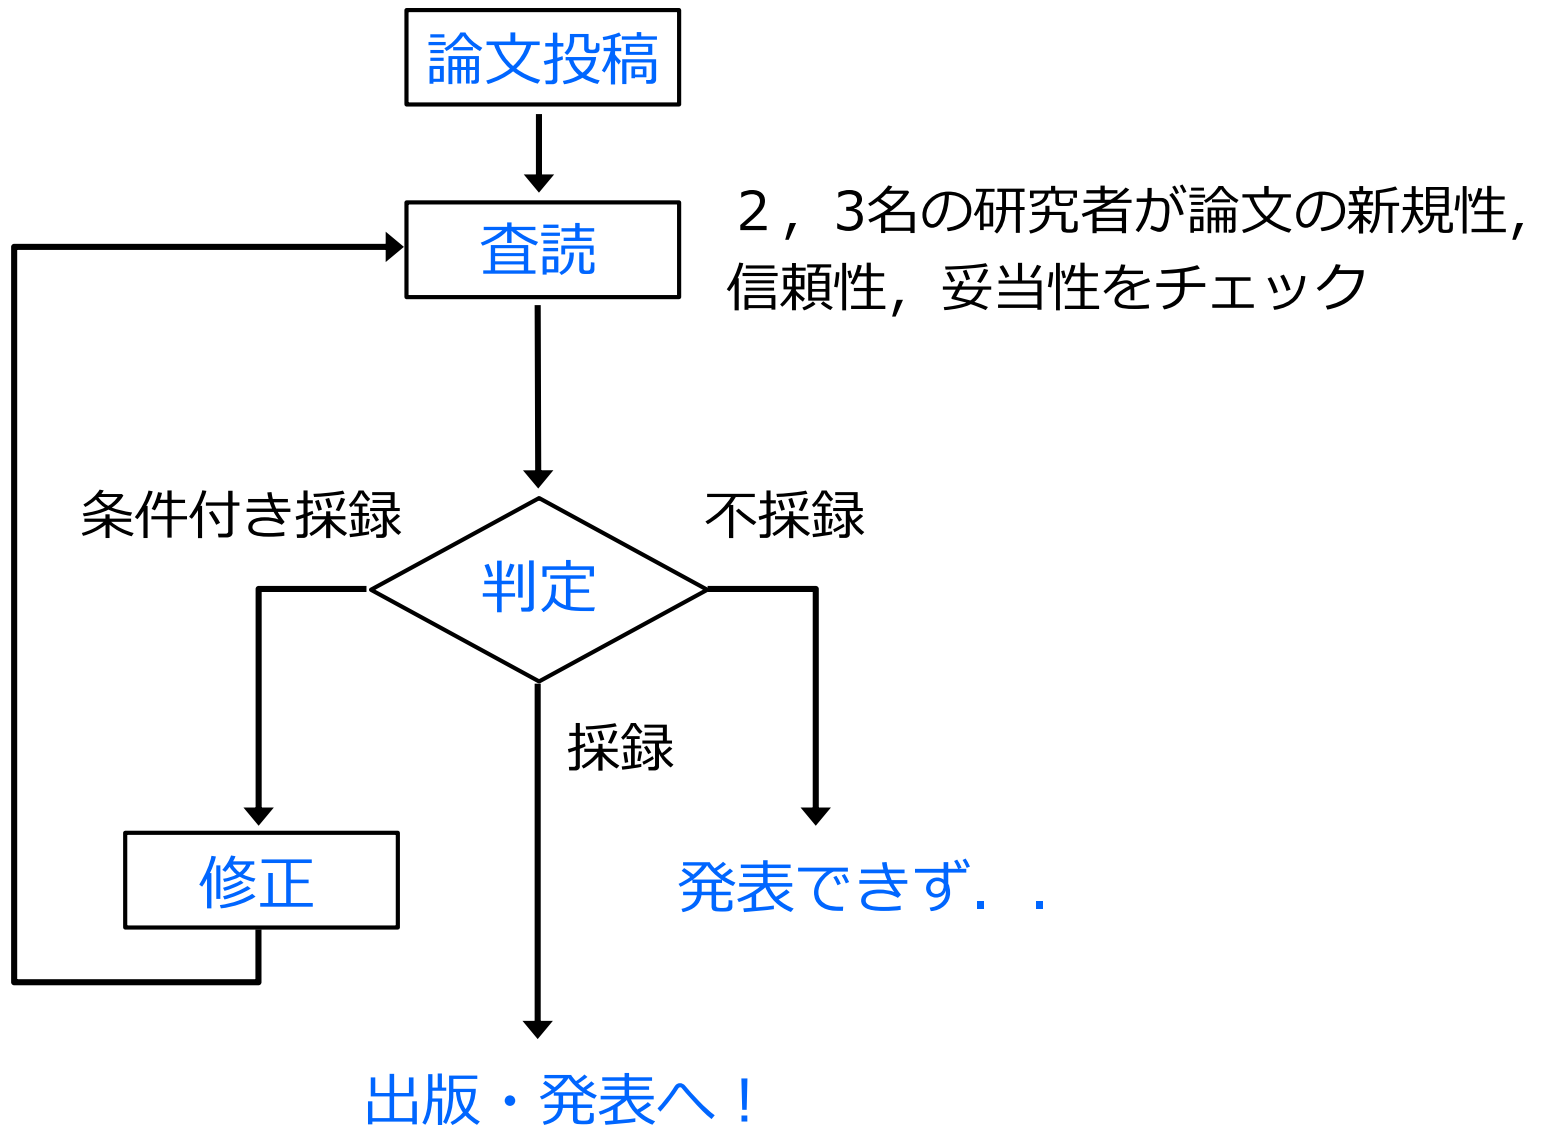 論文投稿
査読
２，3名の研究者が論文の新規性，
信頼性，妥当性をチェック
条件付き採録
不採録
判定
採録
修正
発表できず．．
出版・発表へ！